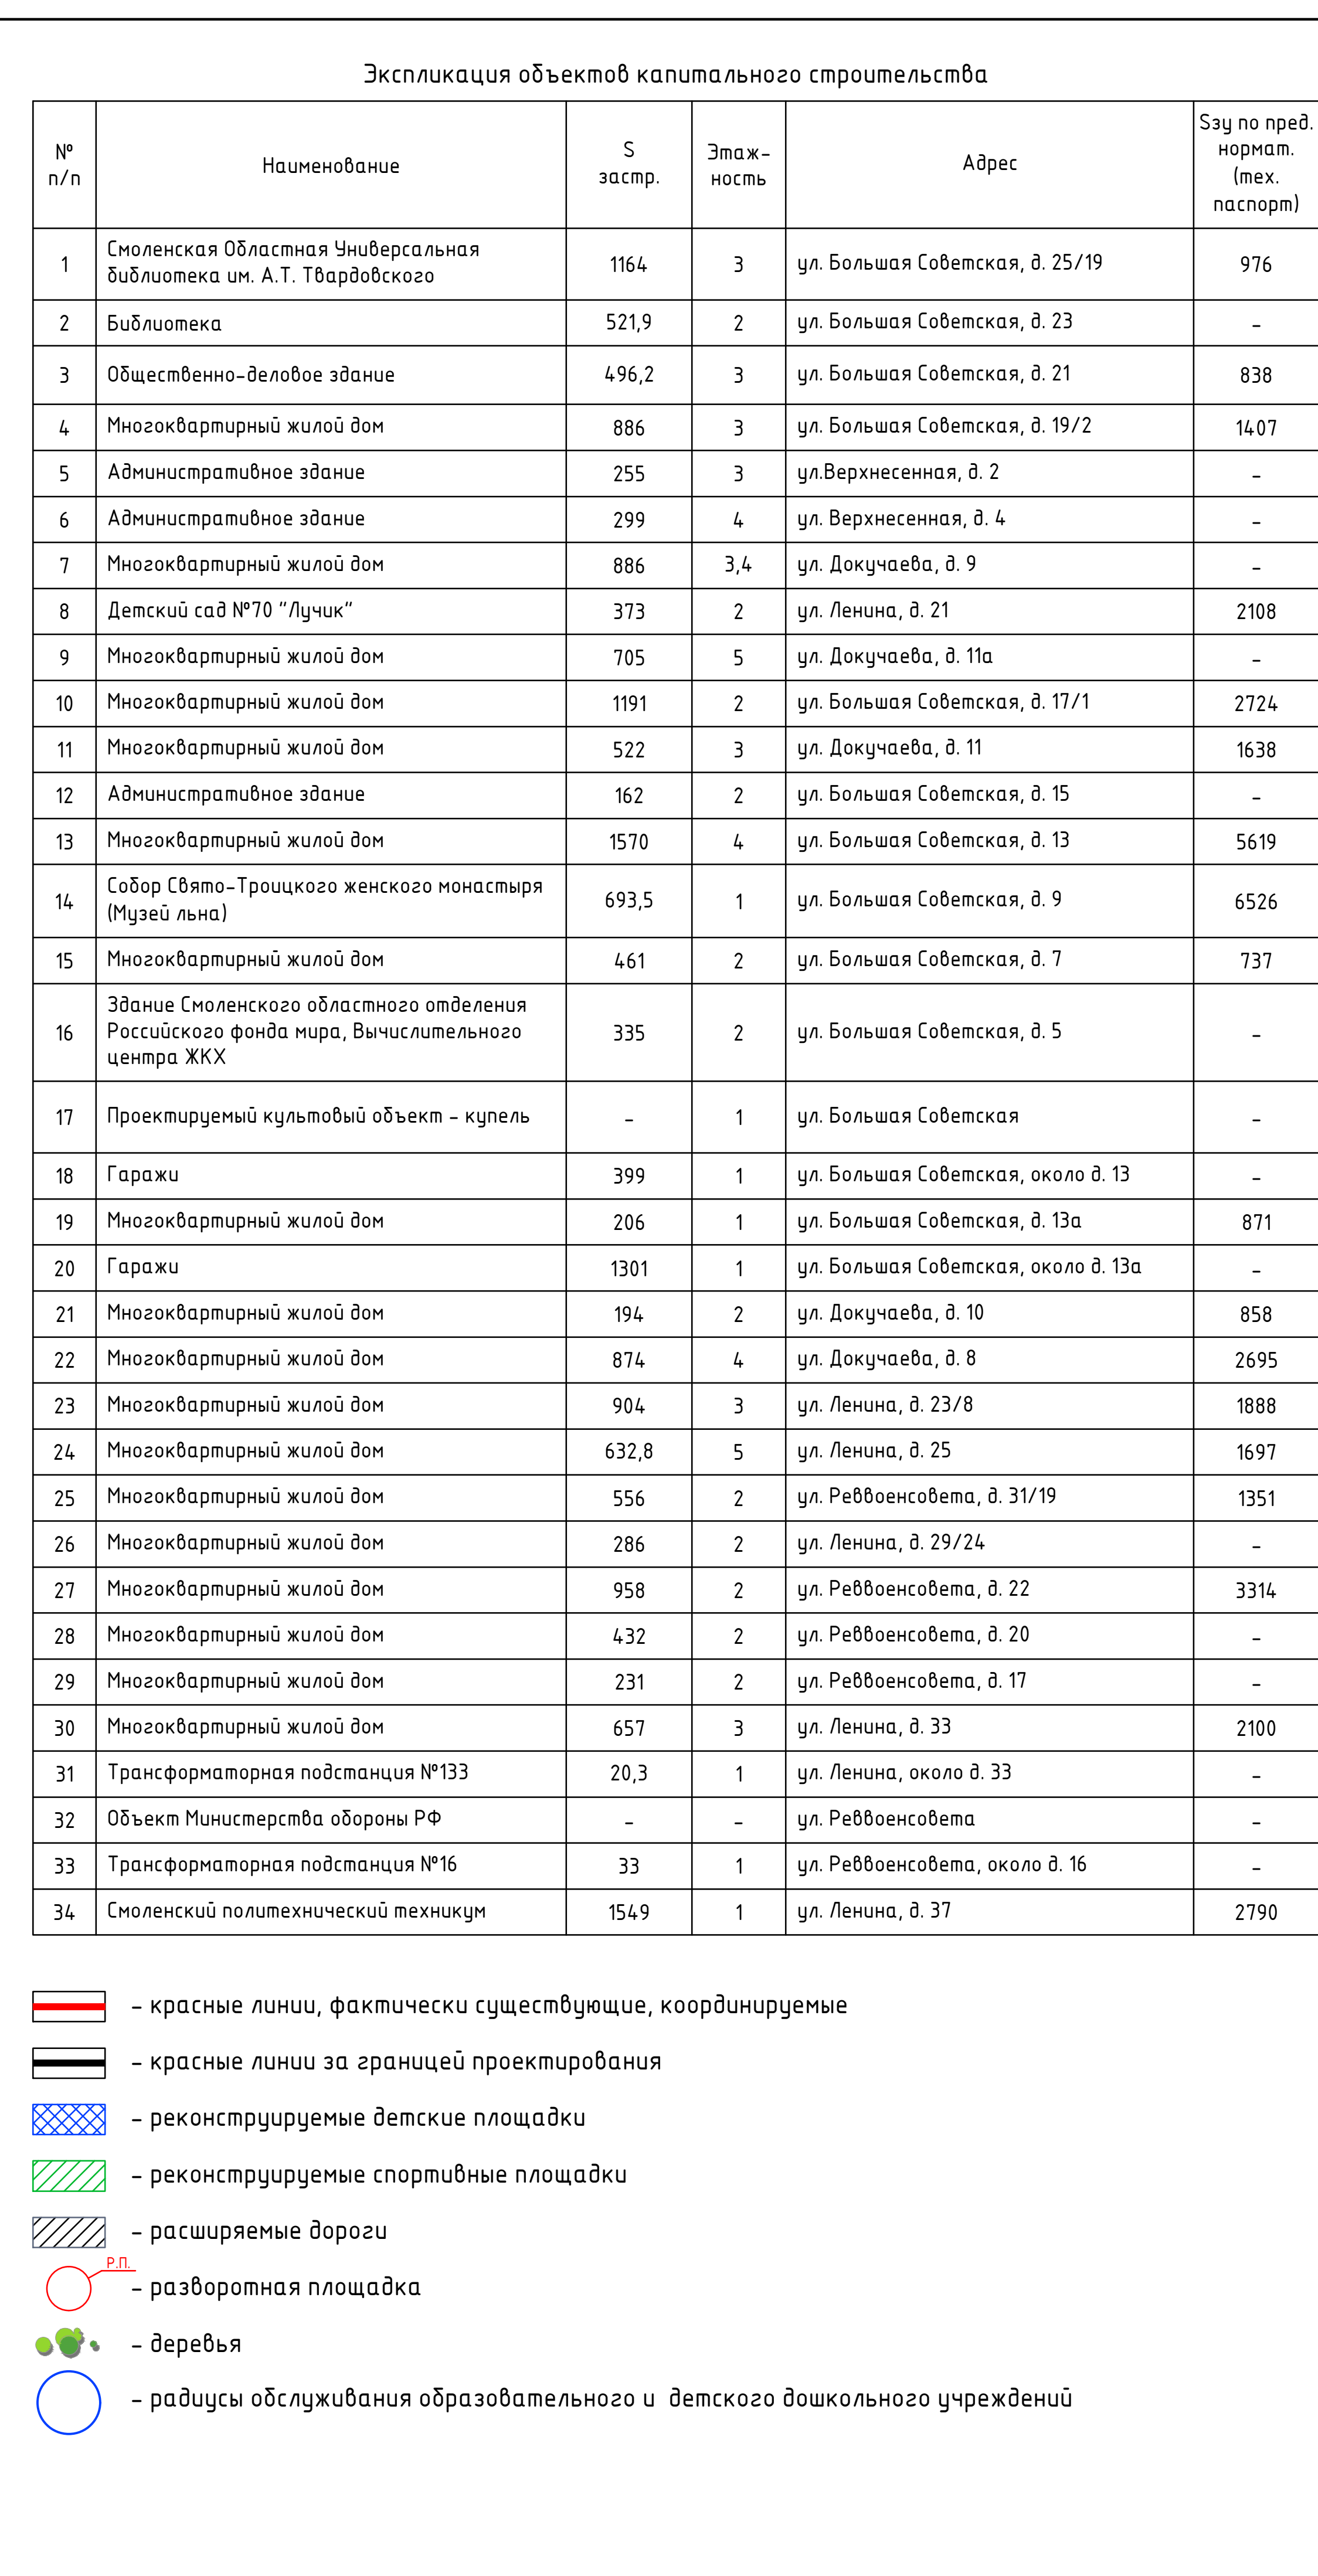 Экспликация объектов капитального строительства
№ п/п Наименование S застр. Этаж-ность Адрес Sзу по пред. нормат. (тех. паспорт)
1 Смоленская Областная Универсальная библиотека им. А.Т. Твардовского 1164 3 ул. Большая Советская, д. 25/19 976
2 Библиотека 521,9 2 ул. Большая Советская, д. 23 -
3 Общественно-деловое здание 496,2 3 ул. Большая Советская, д. 21 838
4 Многоквартирный жилой дом 886 3 ул. Большая Советская, д. 19/2 1407
5 Административное здание 255 3 ул.Верхнесенная, д. 2 -
6 Административное здание 299 4 ул. Верхнесенная, д. 4 -
7 Многоквартирный жилой дом 886 3,4 ул. Докучаева, д. 9 -
8 Детский сад №70 "Лучик" 373 2 ул. Ленина, д. 21 2108
9 Многоквартирный жилой дом 705 5 ул. Докучаева, д. 11а -
10 Многоквартирный жилой дом 1191 2 ул. Большая Советская, д. 17/1 2724
11 Многоквартирный жилой дом 522 3 ул. Докучаева, д. 11 1638
12 Административное здание 162 2 ул. Большая Советская, д. 15 -
13 Многоквартирный жилой дом 1570 4 ул. Большая Советская, д. 13 5619
14 Собор Свято-Троицкого женского монастыря (Музей льна) 693,5 1 ул. Большая Советская, д. 9 6526
15 Многоквартирный жилой дом 461 2 ул. Большая Советская, д. 7 737
16 Здание Смоленского областного отделения Российского фонда мира, Вычислительного центра ЖКХ 335 2 ул. Большая Советская, д. 5 -
17 Проектируемый культовый объект - купель - 1 ул. Большая Советская -
18 Гаражи 399 1 ул. Большая Советская, около д. 13 -
19 Многоквартирный жилой дом 206 1 ул. Большая Советская, д. 13а 871
20 Гаражи 1301 1 ул. Большая Советская, около д. 13а -
21 Многоквартирный жилой дом 194 2 ул. Докучаева, д. 10 858
22 Многоквартирный жилой дом 874 4 ул. Докучаева, д. 8 2695
23 Многоквартирный жилой дом 904 3 ул. Ленина, д. 23/8 1888
24 Многоквартирный жилой дом 632,8 5 ул. Ленина, д. 25 1697
25 Многоквартирный жилой дом 556 2 ул. Реввоенсовета, д. 31/19 1351
26 Многоквартирный жилой дом 286 2 ул. Ленина, д. 29/24 -
27 Многоквартирный жилой дом 958 2 ул. Реввоенсовета, д. 22 3314
28 Многоквартирный жилой дом 432 2 ул. Реввоенсовета, д. 20 -
29 Многоквартирный жилой дом 231 2 ул. Реввоенсовета, д. 17 -
30 Многоквартирный жилой дом 657 3 ул. Ленина, д. 33 2100
31 Трансформаторная подстанция №133 20,3 1 ул. Ленина, около д. 33 -
32 Объект Министерства обороны РФ - - ул. Реввоенсовета -
33 Трансформаторная подстанция №16 33 1 ул. Реввоенсовета, около д. 16 -
34 Смоленский политехнический техникум 1549 1 ул. Ленина, д. 37 2790
- красные линии, фактически существующие, координируемые
- красные линии за границей проектирования
- реконструируемые детские площадки
- реконструируемые спортивные площадки
- расширяемые дороги
Р.П.
- разворотная площадка
- деревья
- радиусы обслуживания образовательного и детского дошкольного учреждений